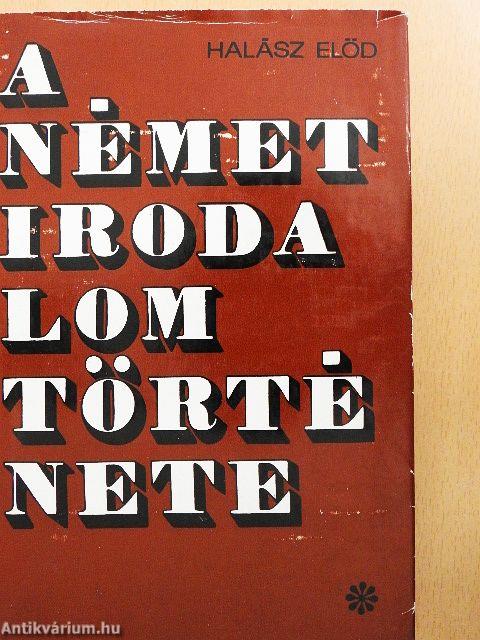 HALÁSZ ELŐD
A
NÉMET
IRODA
LOM
TÖRTÉ
NETE
Antikvárium.hu